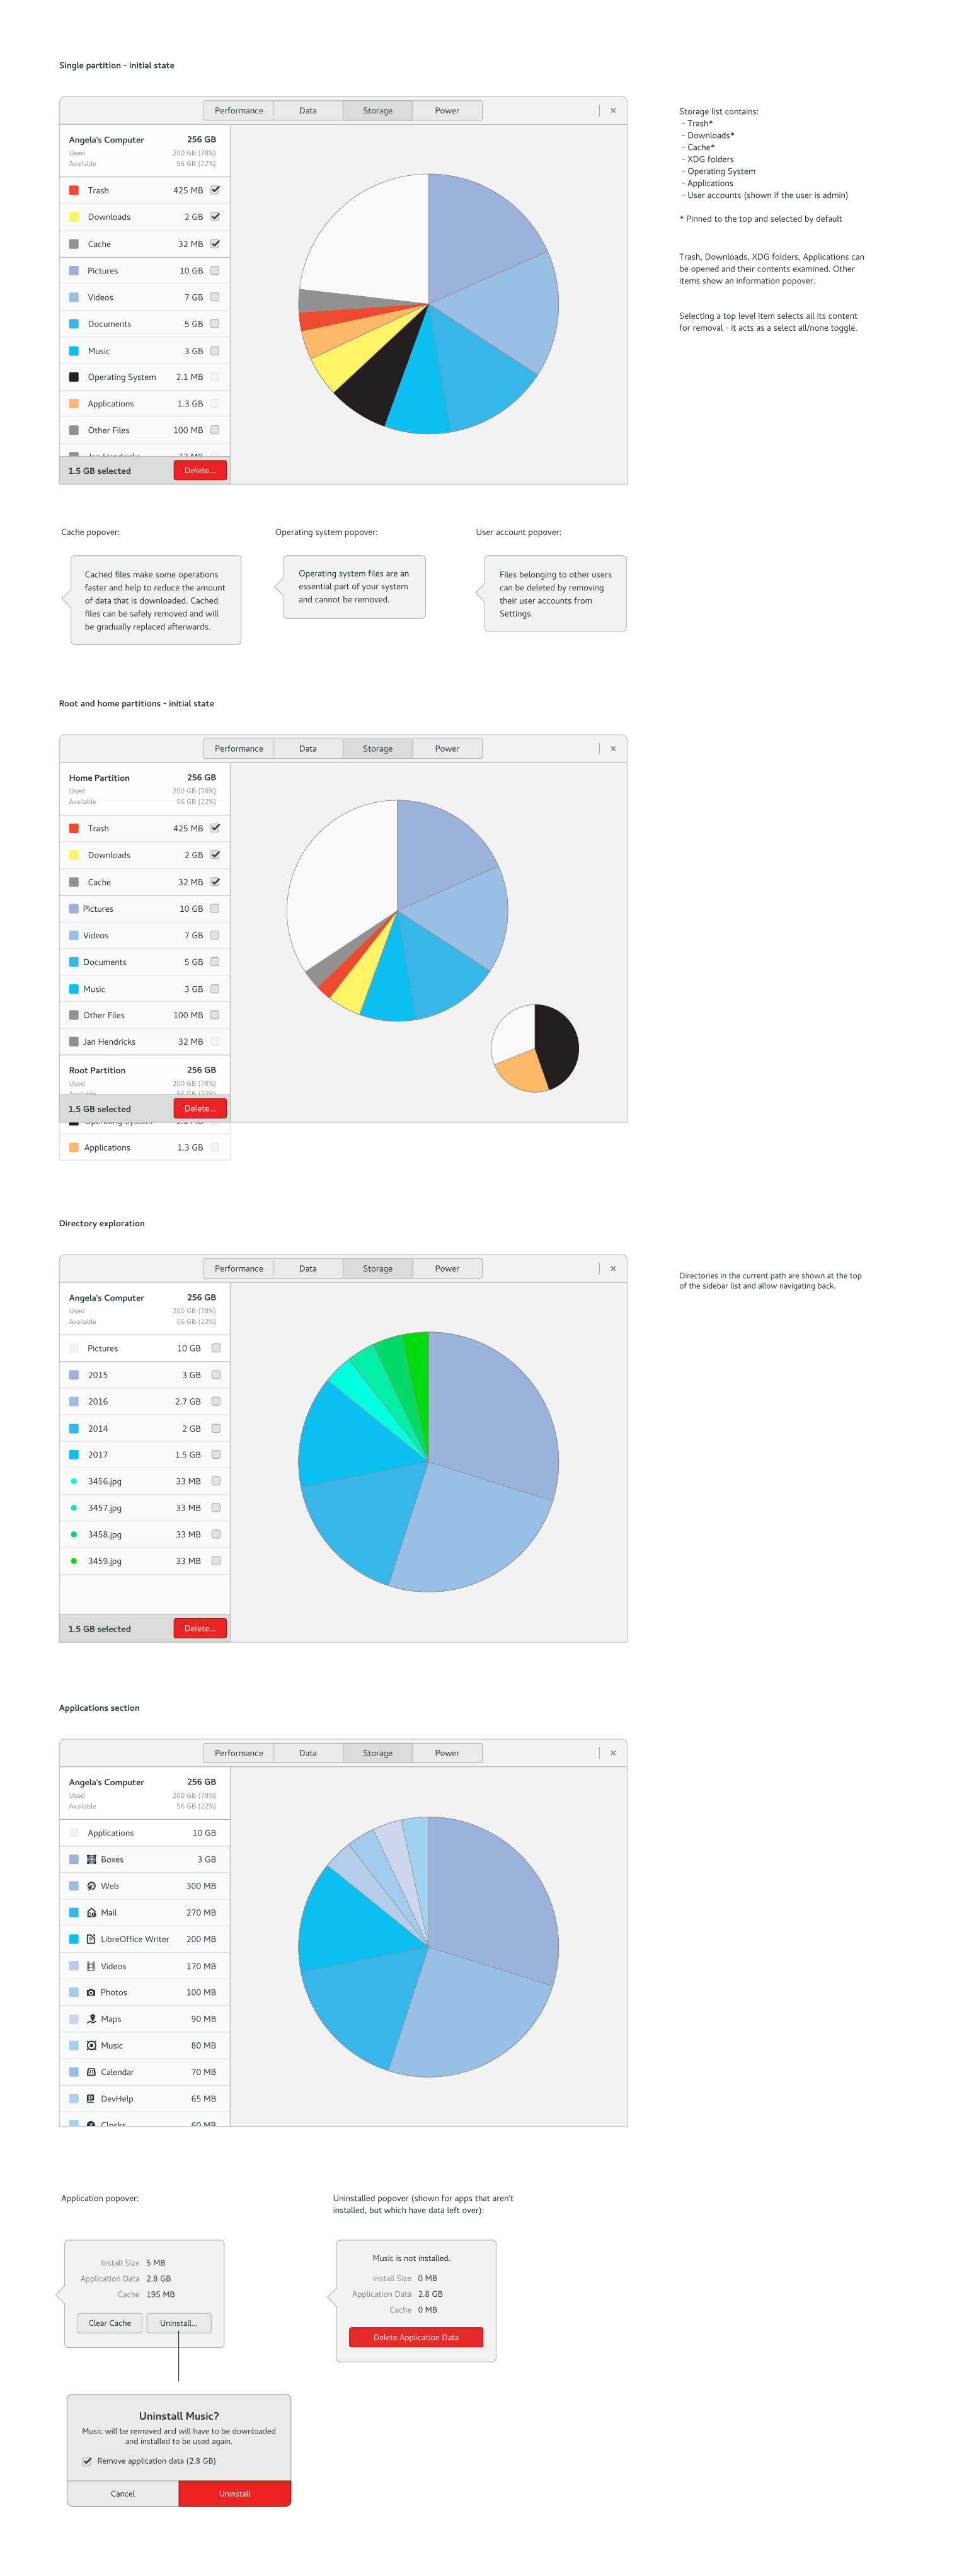 Single partition - initial state
Performance
Data
Storage
Power
×
Angela's Computer 256 GB
Used 200 GB (78%)
Available 56 GB (22%)
Trash 425 MB
Downloads 2 GB
Cache 32 MB
Pictures 10 GB
Videos 7 GB
Documents 5 GB
Music 3 GB
Operating System 2.1 MB
Applications 1.3 GB
Other Files 100 MB
Jan Hendricks 32 MB
1.5 GB selected Delete...
Storage list contains:
- Trash*
- Downloads*
- Cache*
- XDG folders
- Operating System
- Applications
- User accounts (shown if the user is admin)
* Pinned to the top and selected by default
Trash, Downloads, XDG folders, Applications can
be opened and their contents examined. Other
items show an information popover.
Selecting a top level item selects all its content
for removal - it acts as a select all/none toggle.
Cache popover:
Cached files make some operations
faster and help to reduce the amount
of data that is downloaded. Cached
files can be safely removed and will
be gradually replaced afterwards.
Operating system popover:
Operating system files are an
essential part of your system
and cannot be removed.
User account popover:
Files belonging to other users
can be deleted by removing
their user accounts from
Settings.
Root and home partitions - initial state
Performance
Data
Storage
Power
×
Home Partition 256 GB
Used 200 GB (78%)
Available 56 GB (22%)
Trash 425 MB
Downloads 2 GB
Cache 32 MB
Pictures 10 GB
Videos 7 GB
Documents 5 GB
Music 3 GB
Other Files 100 MB
Jan Hendricks 32 MB
Root Partition 256 GB
Used 200 GB (78%)
Available 56 GB (22%)
1.5 GB selected Delete...
Operating System 2.1 MB
Applications 1.3 GB
Directory exploration
Performance
Data
Storage
Power
×
Angela's Computer 256 GB
Used 200 GB (78%)
Available 56 GB (22%)
Pictures 10 GB
2015 3 GB
2016 2.7 GB
2014 2 GB
2017 1.5 GB
3456.jpg 33 MB
3457.jpg 33 MB
3458.jpg 33 MB
3459.jpg 33 MB
1.5 GB selected Delete...
Directories in the current path are shown at the top
of the sidebar list and allow navigating back.
Applications section
Performance
Data
Storage
Power
×
Angela's Computer 256 GB
Used 200 GB (78%)
Available 56 GB (22%)
Applications 10 GB
Boxes 3 GB
Web 300 MB
Mail 270 MB
LibreOffice Writer 200 MB
Videos 170 MB
Photos 100 MB
Maps 90 MB
Music 80 MB
Calendar 70 MB
DevHelp 65 MB
Clocks 60 MB
Application popover:
Install Size 5 MB
Application Data 2.8 GB
Cache 195 MB
Clear Cache
Uninstall...
Uninstalled popover (shown for apps that aren't
installed, but which have data left over):
Music is not installed.
Install Size 0 MB
Application Data 2.8 GB
Cache 0 MB
Delete Application Data
Uninstall Music?
Music will be removed and will have to be downloaded
and installed to be used again.
Remove application data (2.8 GB)
Cancel
Uninstall